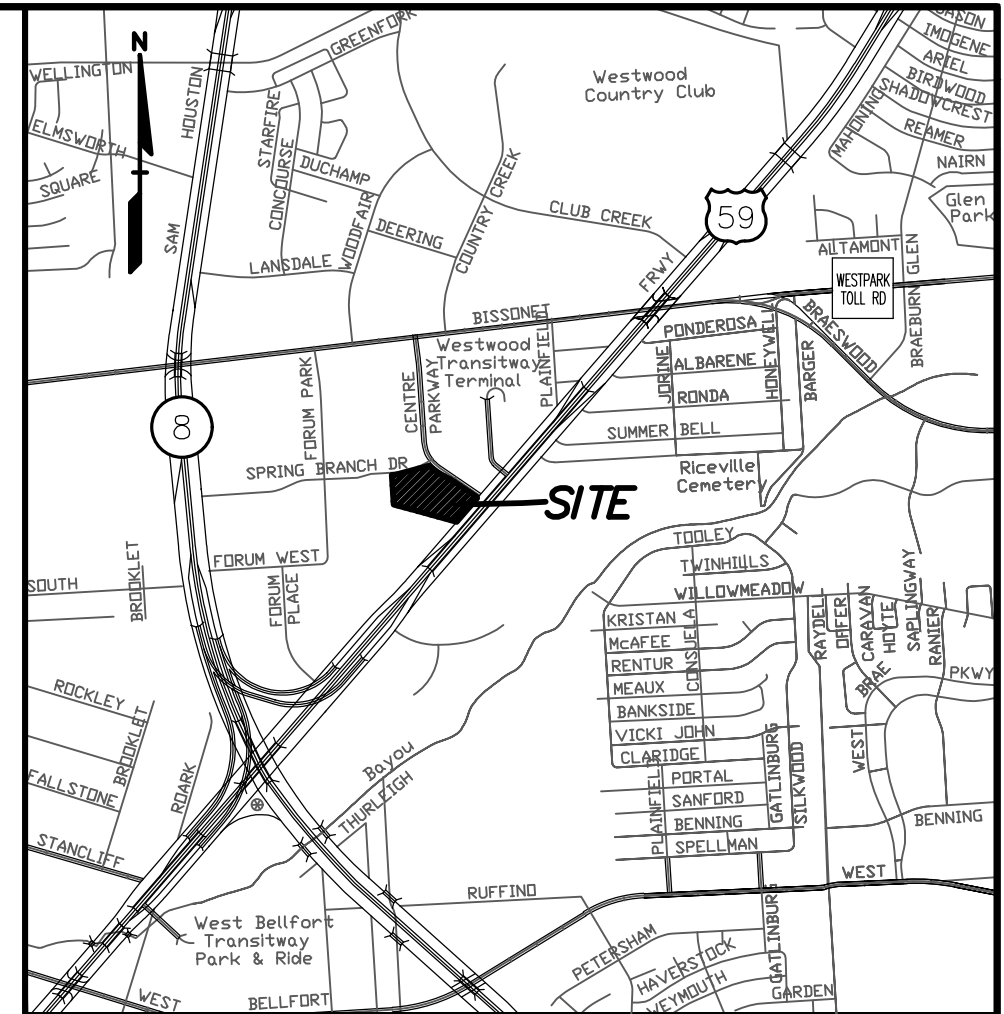 N
WELLINGTON
HOUSTON
GREENFORK
Westwood
Country Club
IMOGENE
ARIEL
BIRDWOOD
SHADOWCREST
REAMER
NAIRN
MAHONING
Glen
Park
ELMSWORTH
SQUARE
STARFIRE
CONCOURSE
DUCHAMP
WOODFAIR
DEERING
COUNTRY CREEK
CLUB CREEK
59
SAM
LANSDALE
FRWY
ALTAMONT
BRAEBURN GLEN
WESTPARK
TOLL RD
BISSONET
PLAINFIELD
PONDEROSA
HONEYWELL
BRAESWOOD
BARGER
Westwood
Transitway
Terminal
CENTRE
PARKWAY
FORUM PARK
JORINE
ALBARENE
RONDA
SUMMER BELL
8
SPRING BRANCH DR
SITE
Riceville
Cemetery
FORUM WEST
FORUM
PLACE
SOUTH
BROOKLET
TOOLEY
TWINHILLS
WILLOWMEADOW
KRISTAN
McAFEE
RENTUR
MEAUX
BANKSIDE
VICKI JOHN
CLARIDGE
CONSUELA
RAYDELL
OFFER
CARAVAN
HOYTE
SAPLINGWAY
RANIER
BRAE
PKWY
WEST
ROCKLEY
BROOKLET
FALLSTONE
ROARK
STANCLIFF
Bayou
THURLEIGH
PLAINFIELD
PORTAL
SANFORD
BENNING
SPELLMAN
GATLINBURG
SILKWOOD
BENNING
WEST
RUFFINO
West Bellfort
Transitway
Park & Ride
WEST
BELLFORT
PETERSHAM
HAVERSTOCK
WEYMOUTH
GATLINBURG
GARDEN